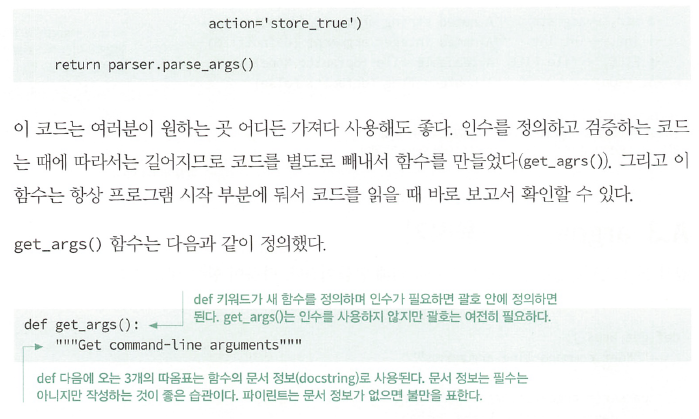 action='store_true')
return parser.parse_args()
이 코드는 여러분이 원하는 곳 어디든 가져다 사용해도 좋다. 인수를 정의하고 검증하는 코드
는 때에 따라서는 길어지므로 코드를 별도로 빼내서 함수를 만들었다(get_agrs()). 그리고 이
함수는 항상 프로그램 시작 부분에 둬서 코드를 읽을 때 바로 보고서 확인할 수 있다.
get_args() 함수는 다음과 같이 정의했다.
def 키워드가 새 함수를 정의하며 인수가 필요하면 괄호 안에 정의하면
된다. get_args()는 인수를 사용하지 않지만 괄호는 여전히 필요하다.
def get_args():
"""Get command-line arguments"""
def 다음에 오는 3개의 따옴표는 함수의 문서 정보(docstring)로 사용된다. 문서 정보는 필수는
아니지만 작성하는 것이 좋은 습관이다. 파이린트는 문서 정보가 없으면 불만을 표한다.